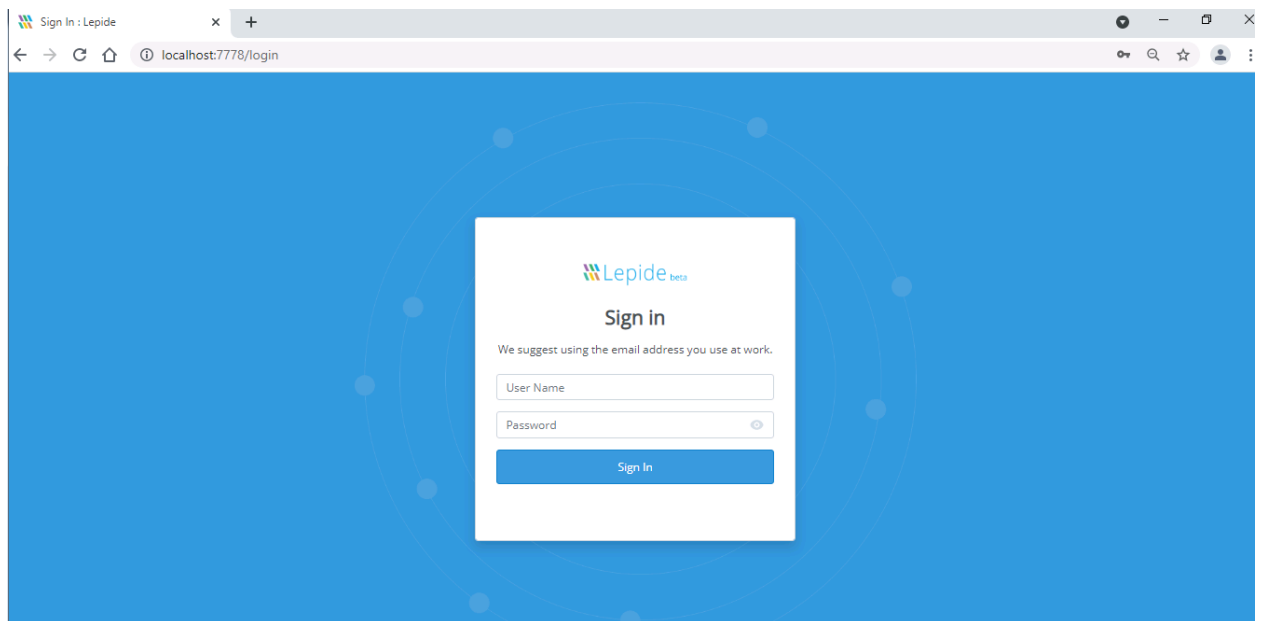 Sign In : Lepide
localhost:7778/login
Lepide beta
Sign in
We suggest using the email address you use at work.
User Name
Password
Sign In